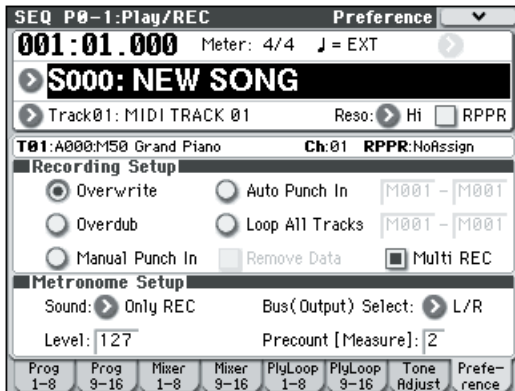 SEQ P0-1:Play/REC Preference
001:01.000 Meter: 4/4 ♩= EXT
S000: NEW SONG
Track01: MIDI TRACK 01 Reso: Hi RPPR
T01:A000:M50 Grand Piano Ch:01 RPPR:NoAssign
Recording Setup
Overwrite Auto Punch In M001 - M001
Overdub Loop All Tracks M001 - M001
Manual Punch In Remove Data Multi REC
Metronome Setup
Sound: Only REC Bus(Output) Select: L/R
Level: 127 Precount [Measure]: 2
Prog 1-8 Prog 9-16 Mixer 1-8 Mixer 9-16 PlyLoop 1-8 PlyLoop 9-16 Tone Adjust Prefe-rence